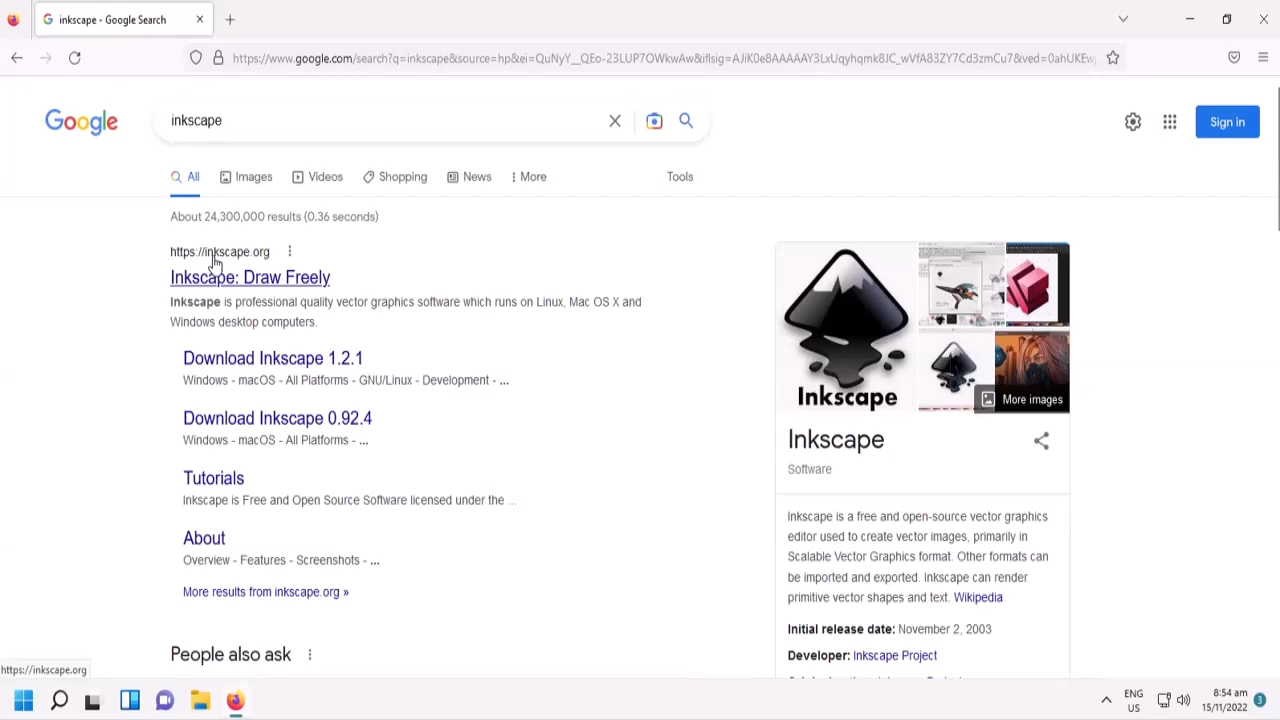 inkscape - Google Search
https://www.google.com/search?q=inkscape&source=hp&ei=QuNyY__QEo-23LUP7OWkwAw&iflsig=AJiK0e8AAAAAY3LxUqyhqmk8JC_wVfA83ZY7Cd3zmCu7&ved=0ahUKEw
Google
inkscape
Sign in
All
Images
Videos
Shopping
News
More
Tools
About 24,300,000 results (0.36 seconds)
https://inkscape.org
Inkscape: Draw Freely
Inkscape is professional quality vector graphics software which runs on Linux, Mac OS X and
Windows desktop computers.
Download Inkscape 1.2.1
Windows - macOS - All Platforms - GNU/Linux - Development - ...
Download Inkscape 0.92.4
Windows - macOS - All Platforms - ...
Tutorials
Inkscape is Free and Open Source Software licensed under the ...
About
Overview - Features - Screenshots - ...
More results from inkscape.org »
People also ask
Inkscape
More images
Inkscape
Software
Inkscape is a free and open-source vector graphics
editor used to create vector images, primarily in
Scalable Vector Graphics format. Other formats can
be imported and exported. Inkscape can render
primitive vector shapes and text. Wikipedia
Initial release date: November 2, 2003
Developer: Inkscape Project
https://inkscape.org
ENG
US
8:54 am
15/11/2022
3